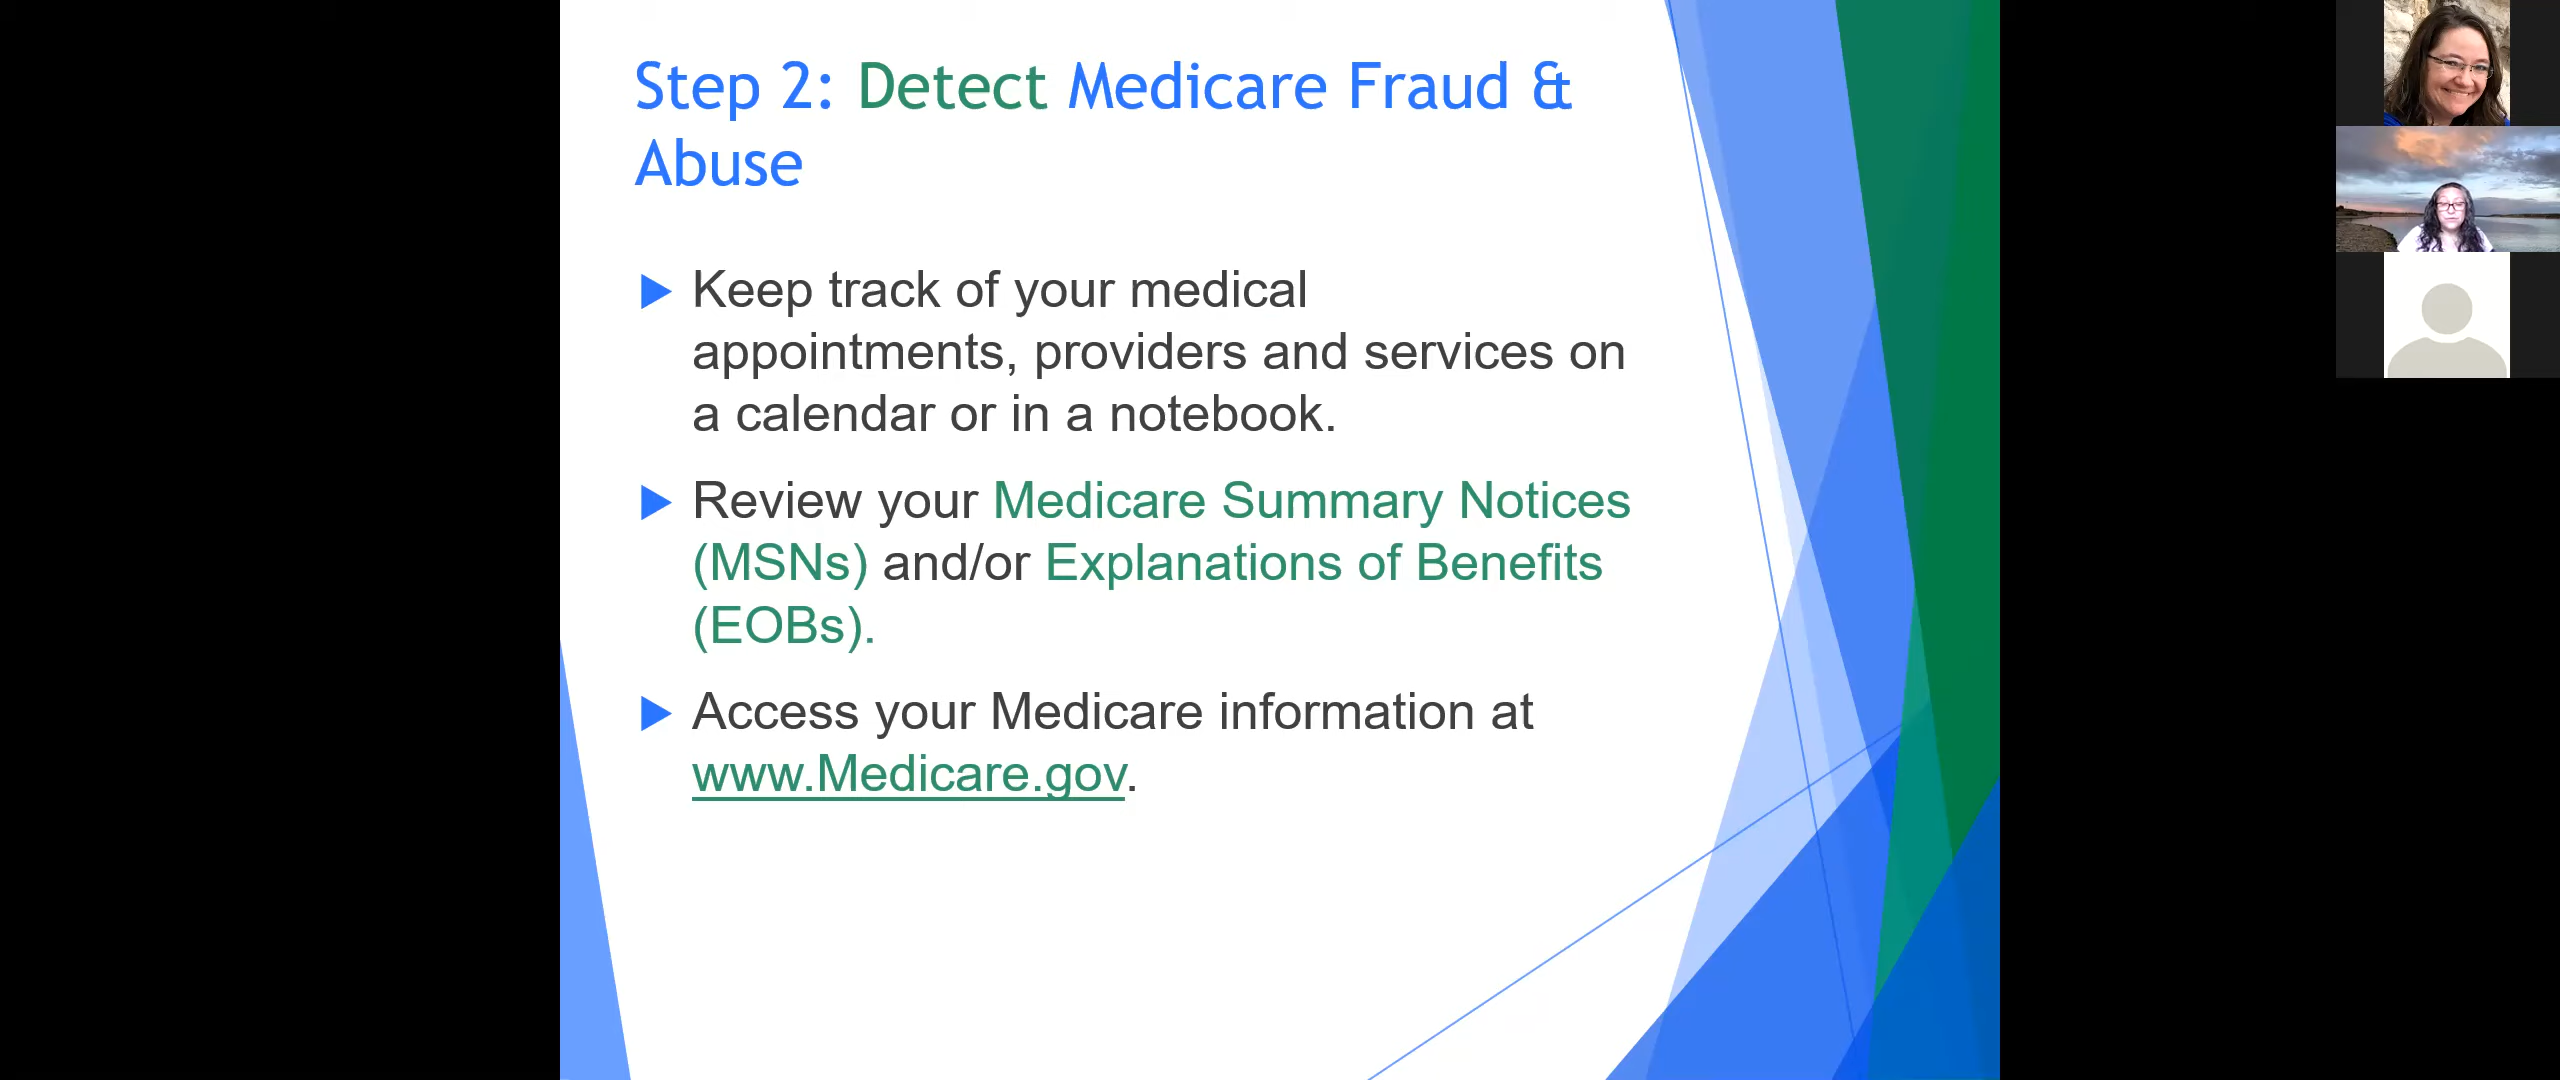 Step 2: Detect Medicare Fraud &
Abuse
Keep track of your medical
appointments, providers and services on
a calendar or in a notebook.
Review your Medicare Summary Notices
(MSNs) and/or Explanations of Benefits
(EOBs).
Access your Medicare information at
www.Medicare.gov.